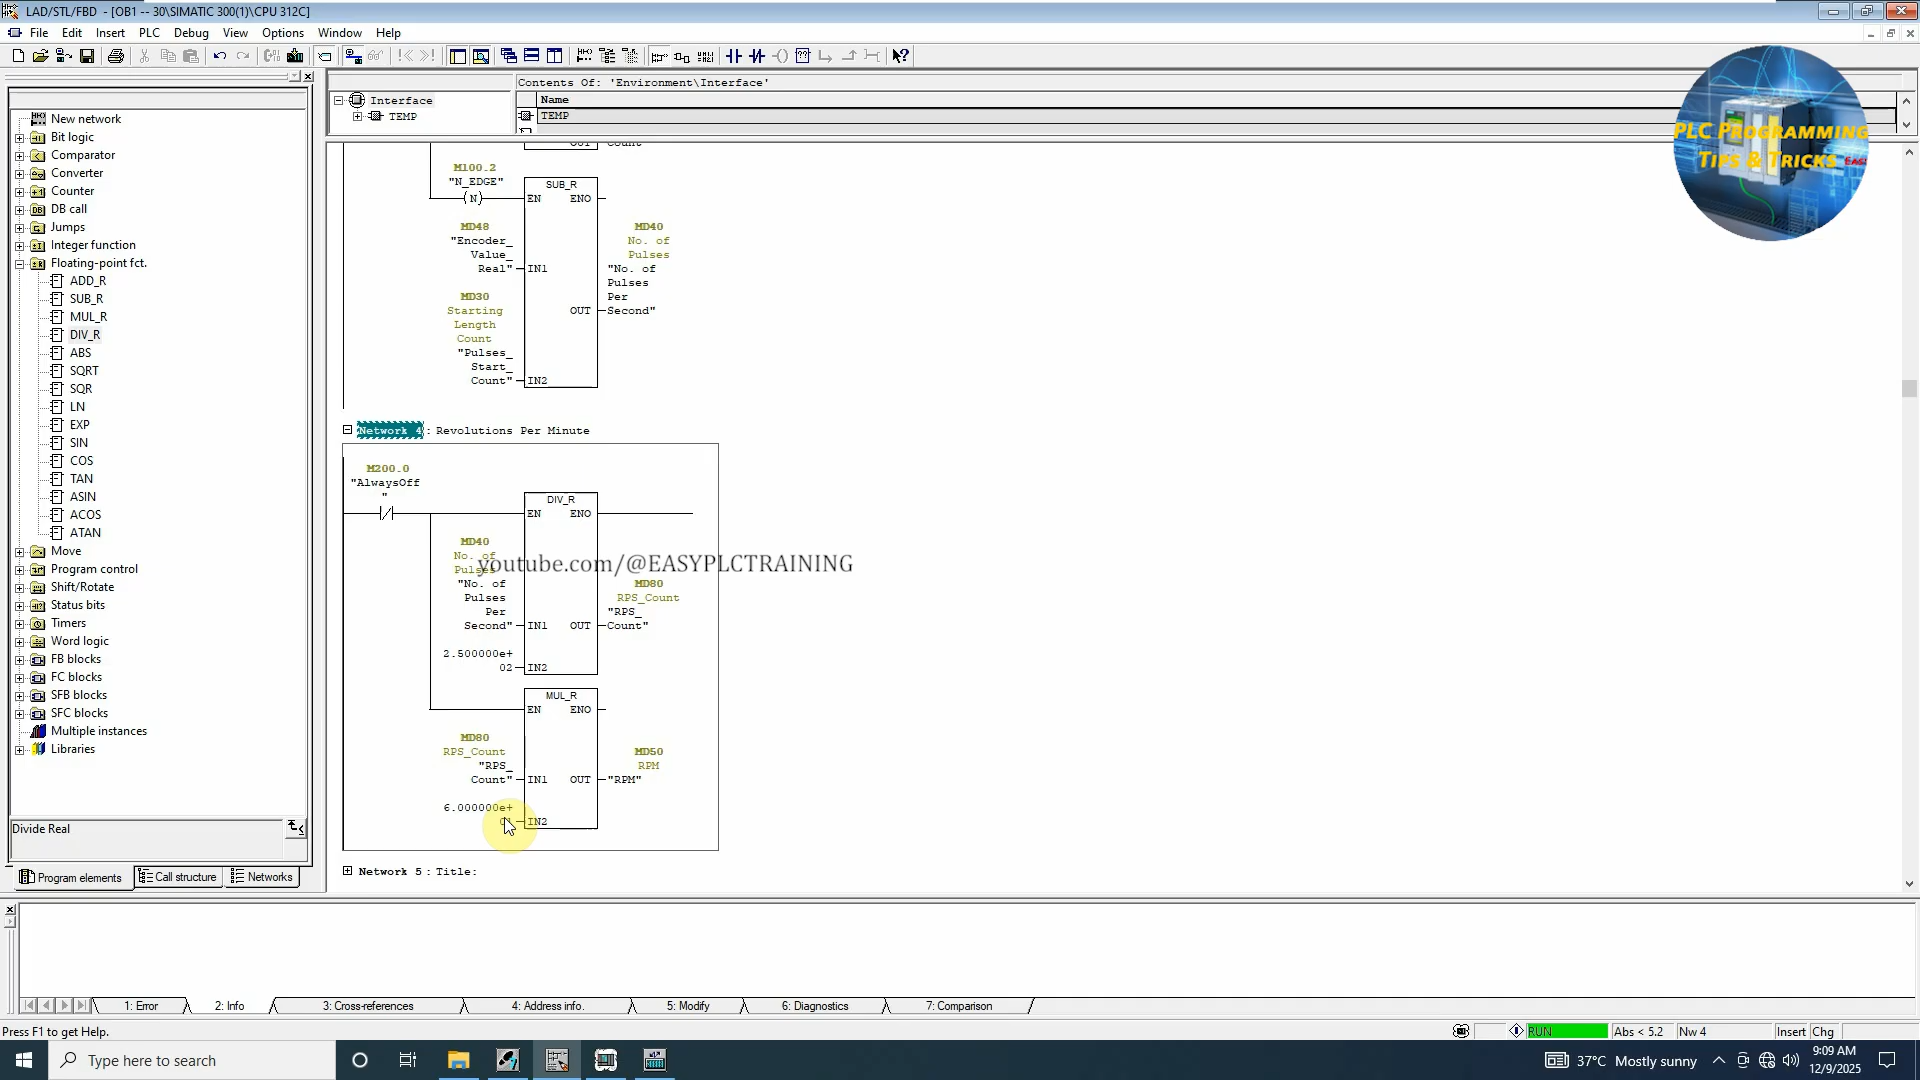 LAD/STL/FBD - [OB1 -- 30\SIMATIC 300(1)\CPU 312C]
File Edit Insert PLC Debug View Options Window Help
New network
Bit logic
Comparator
Converter
Counter
DB call
Jumps
Integer function
Floating-point fct.
ADD_R
SUB_R
MUL_R
DIV_R
ABS
SQRT
SQR
LN
EXP
SIN
COS
TAN
ASIN
ACOS
ATAN
Move
Program control
Shift/Rotate
Status bits
Timers
Word logic
FB blocks
FC blocks
SFB blocks
SFC blocks
Multiple instances
Libraries
Divide Real
Program elements Call structure Networks
Interface
TEMP
Contents Of: 'Environment\Interface'
Name
TEMP
PLC PROGRAMMING
TIPS & TRICKS EASY
OUT Count
M100.2
"N_EDGE"
(N)
SUB_R
EN ENO
MD48
"Encoder_
Value_
Real" IN1
MD30
Starting
Length
Count
"Pulses_
Start_
Count" IN2
MD40
No. of
Pulses
"No. of
Pulses
Per
OUT Second"
Network 4: Revolutions Per Minute
M200.0
"AlwaysOff
"
DIV_R
EN ENO
MD40
No. of
Pulses
"No. of
Pulses
Per
Second" IN1
2.500000e+
02 IN2
MD80
RPS_Count
"RPS_
OUT Count"
youtube.com/@EASYPLCTRAINING
MUL_R
EN ENO
MD80
RPS_Count
"RPS_
Count" IN1
6.000000e+
IN2
MD50
RPM
OUT "RPM"
Network 5: Title:
1: Error 2: Info 3: Cross-references 4: Address info. 5: Modify 6: Diagnostics 7: Comparison
Press F1 to get Help.
RUN Abs < 5.2 Nw 4 Insert Chg
Type here to search
37°C Mostly sunny
9:09 AM
12/9/2025